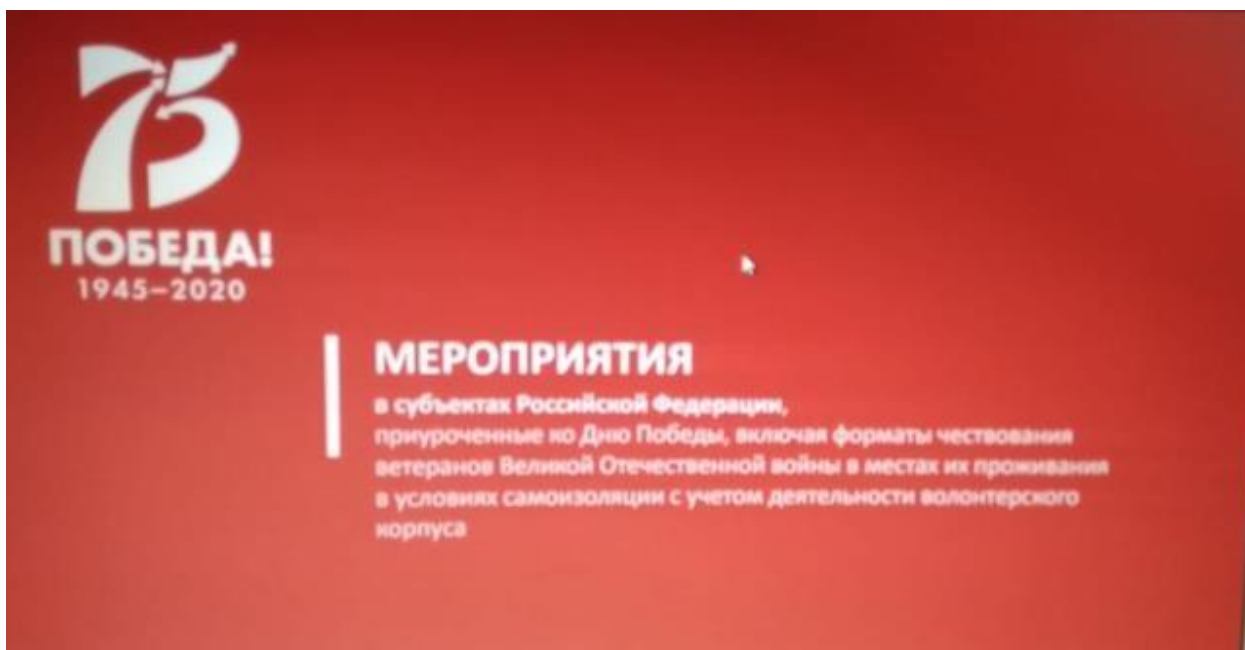 75
ПОБЕДА!
1945–2020
МЕРОПРИЯТИЯ
в субъектах Российской Федерации,
приуроченные ко Дню Победы, включая форматы чествования
ветеранов Великой Отечественной войны в местах их проживания
в условиях самоизоляции с учетом деятельности волонтерского
корпуса